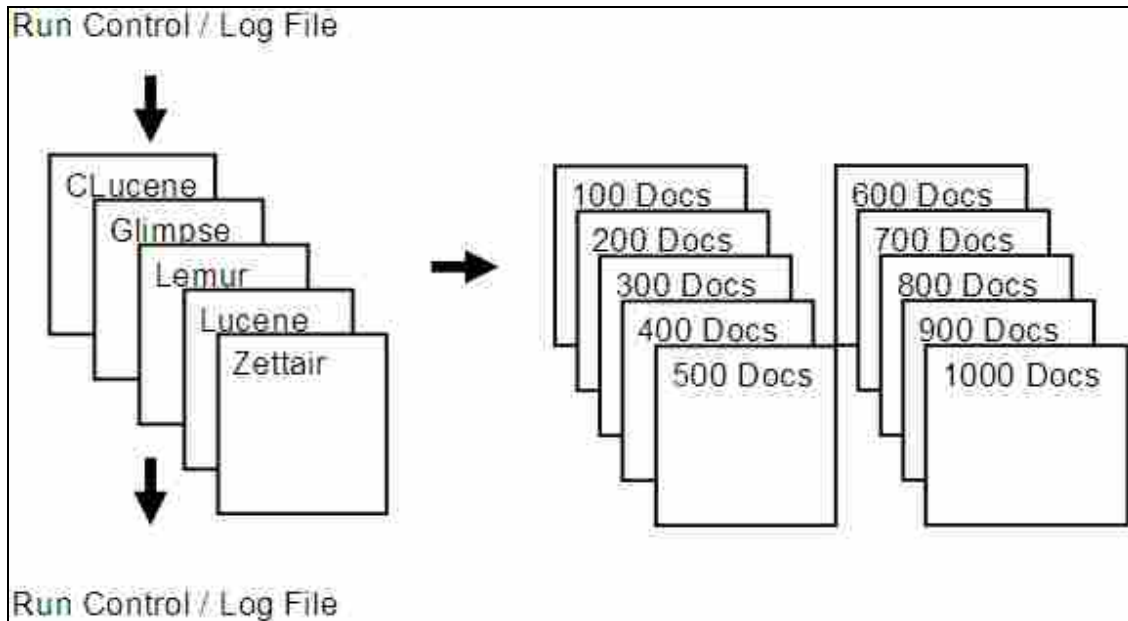 Run Control / Log File
CLucene
Glimpse
Lemur
Lucene
Zettair
100 Docs
200 Docs
300 Docs
400 Docs
500 Docs
600 Docs
700 Docs
800 Docs
900 Docs
1000 Docs
Run Control / Log File